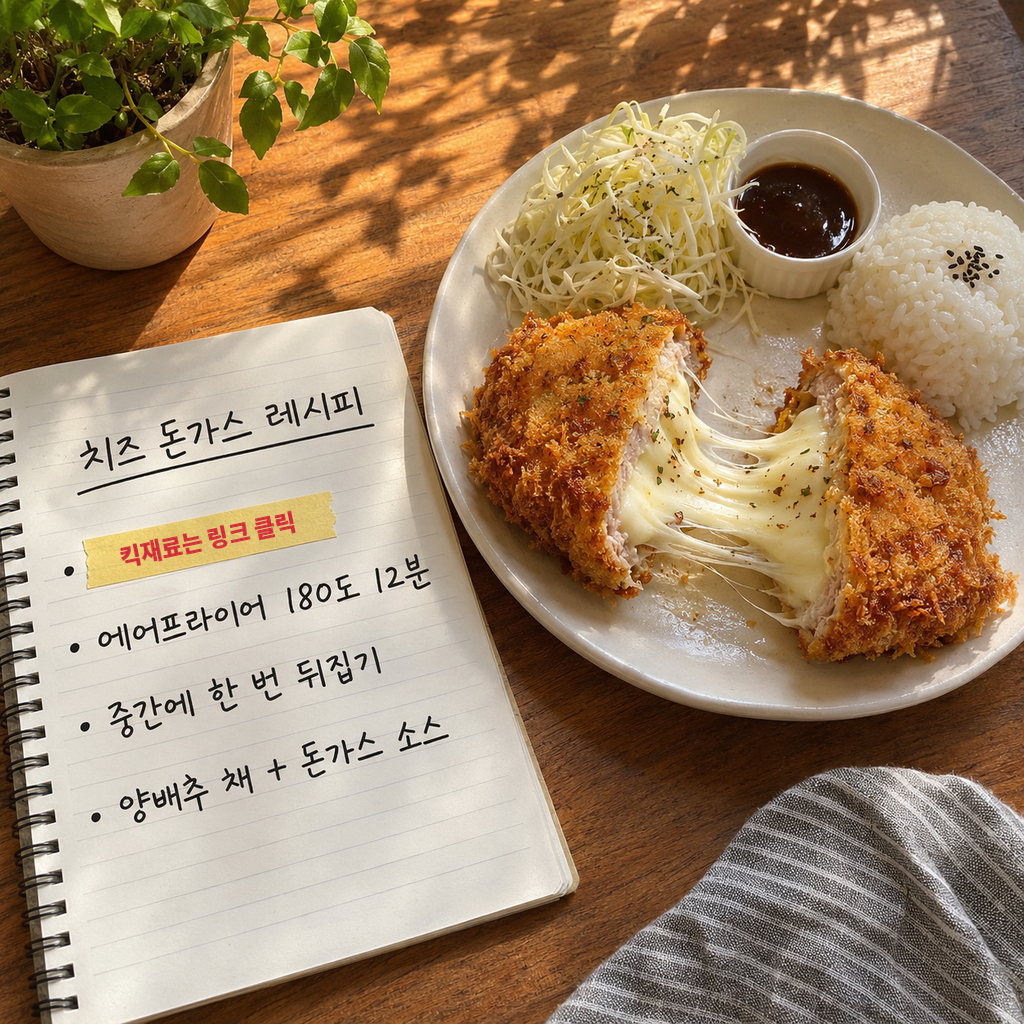 치즈 돈가스 레시피
• 킥재료는 링크 클릭
• 에어프라이어 180도 12분
• 중간에 한 번 뒤집기
• 양배추 채 + 돈가스 소스